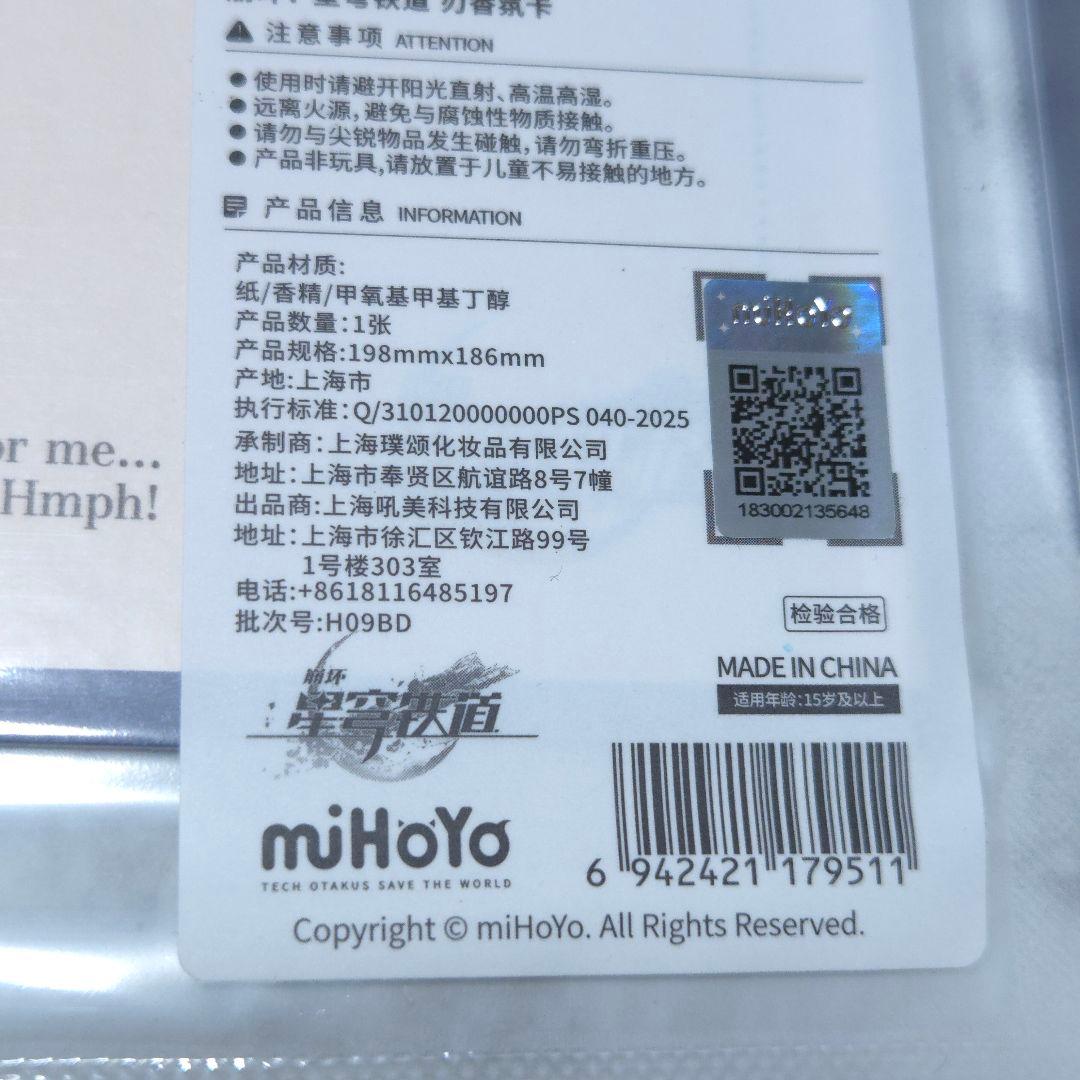 香氛卡
注意事项 ATTENTION
使用时请避开阳光直射、高温高湿。
远离火源,避免与腐蚀性物质接触。
请勿与尖锐物品发生碰触,请勿弯折重压。
产品非玩具,请放置于儿童不易接触的地方。
产品信息 INFORMATION
产品材质:
纸/香精/甲氧基甲基丁醇
产品数量:1张
产品规格:198mmx186mm
产地:上海市
执行标准:Q/310120000000PS 040-2025
承制商:上海璞颂化妆品有限公司
地址:上海市奉贤区航谊路8号7幢
出品商:上海吼美科技有限公司
地址:上海市徐汇区钦江路99号
1号楼303室
电话:+8618116485197
批次号:H09BD
miHoYo
183002135648
检验合格
MADE IN CHINA
适用年龄:15岁及以上
or me...
Hmph!
崩坏
星穹铁道
miHoYo
TECH OTAKUS SAVE THE WORLD
6 942421 179511
Copyright © miHoYo. All Rights Reserved.